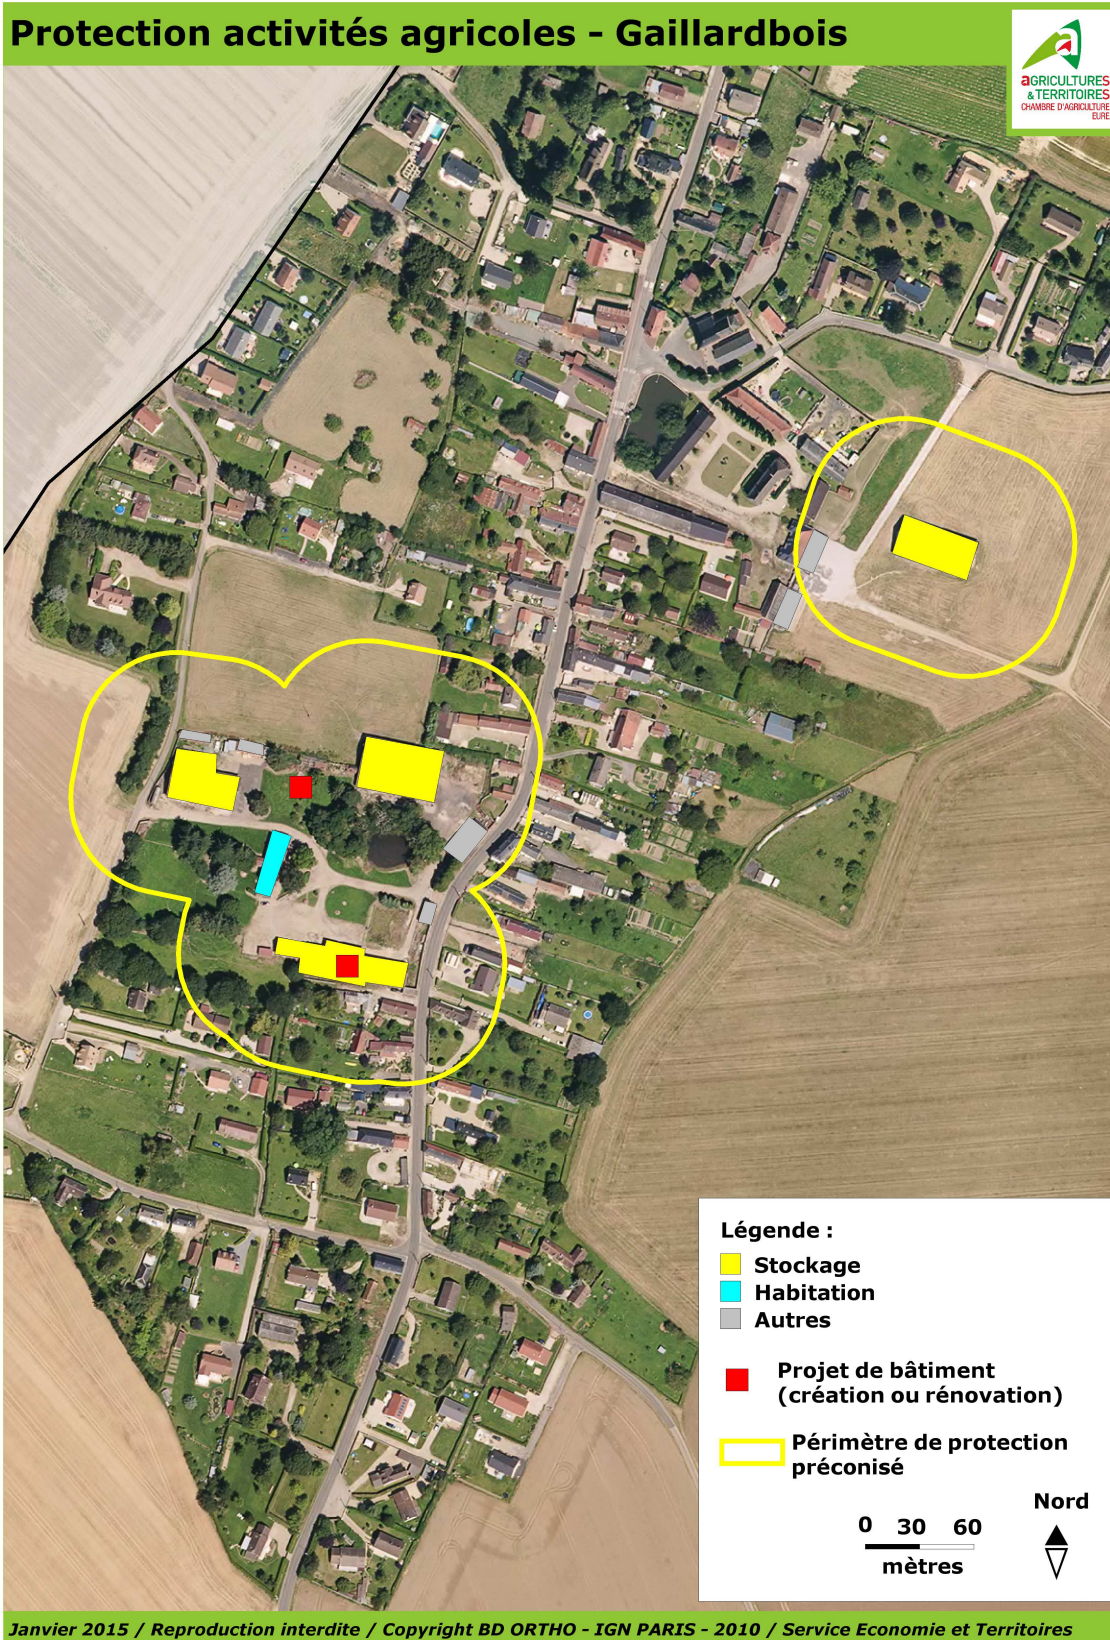 Protection activités agricoles - Gaillardbois
aGRICULTURES
& TERRITOIRES
CHAMBRE D'AGRICULTURE
EURE
Légende :
Stockage
Habitation
Autres
Projet de bâtiment
(création ou rénovation)
Périmètre de protection
préconisé
Nord
0 30 60
mètres
Janvier 2015 / Reproduction interdite / Copyright BD ORTHO - IGN PARIS - 2010 / Service Economie et Territoires